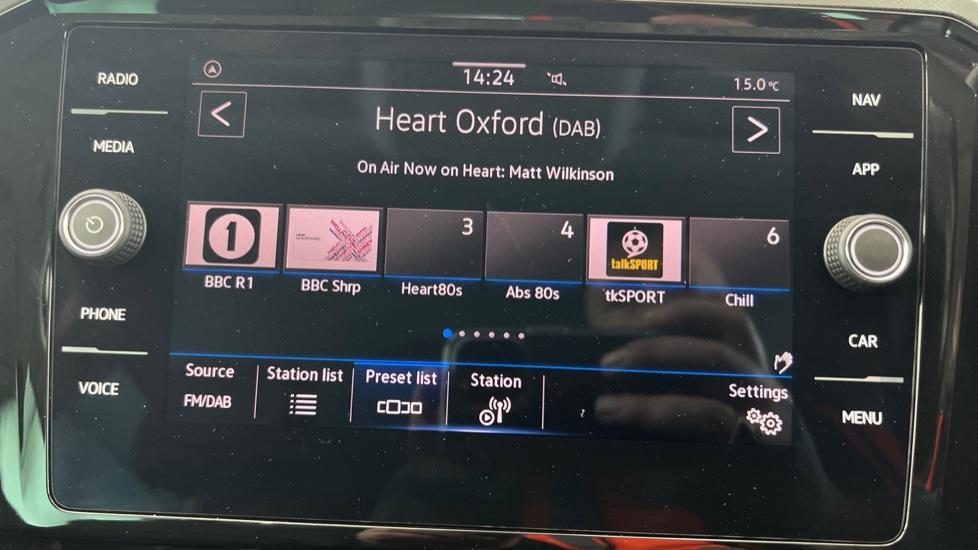 RADIO
MEDIA
PHONE
VOICE
14:24
15.0°C
<
Heart Oxford (DAB)
>
On Air Now on Heart: Matt Wilkinson
1
3
4
talkSPORT
6
BBC R1
BBC Shrp
Heart80s
Abs 80s
tkSPORT
Chill
Source
FM/DAB
Station list
Preset list
Station
Settings
NAV
APP
CAR
MENU